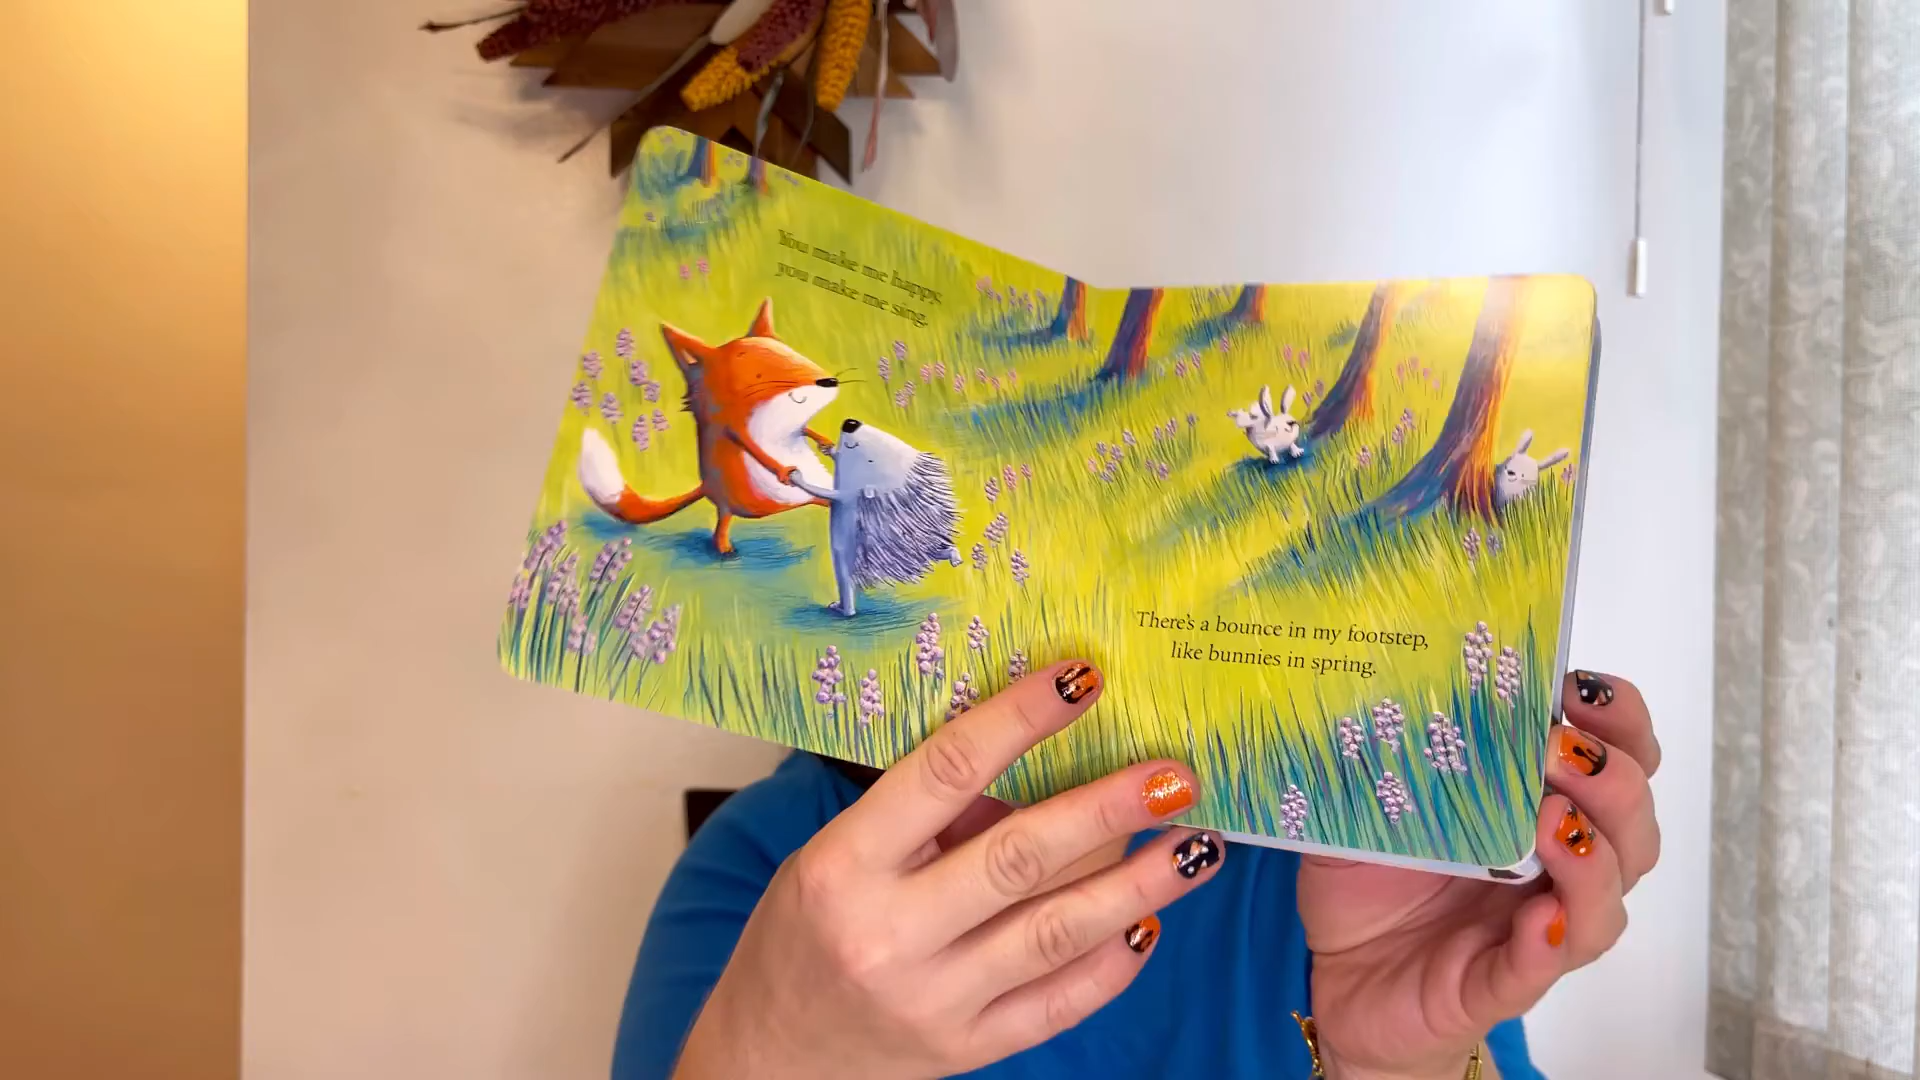 You make me happy,
you make me sing.
There's a bounce in my footstep,
like bunnies in spring.